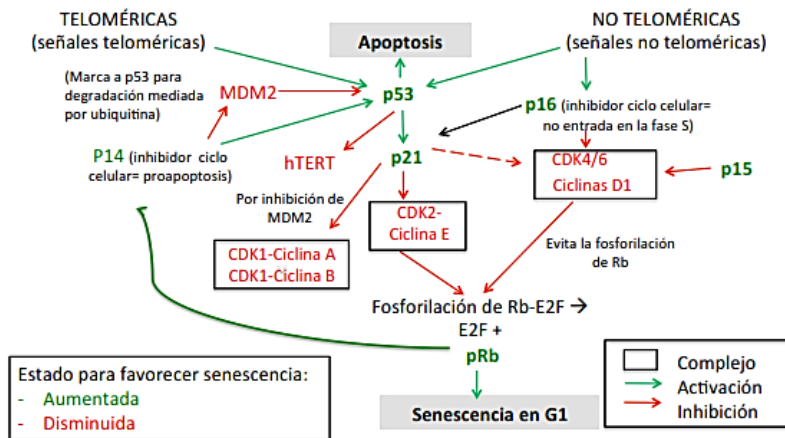 TELOMÉRICAS
(señales teloméricas)
NO TELOMÉRICAS
(señales no teloméricas)
Apoptosis
(Marca a p53 para
degradación mediada
por ubiquitina)
MDM2
p53
p16 (inhibidor ciclo celular=
no entrada en la fase S)
P14 (inhibidor ciclo
celular= proapoptosis)
hTERT
p21
CDK4/6
Ciclinas D1
p15
Por inhibición de
MDM2
CDK2-
Ciclina E
CDK1-Ciclina A
CDK1-Ciclina B
Evita la fosforilación
de Rb
Fosforilación de Rb-E2F →
E2F +
pRb
Senescencia en G1
Estado para favorecer senescencia:
- Aumentada
- Disminuida
Complejo
Activación
Inhibición